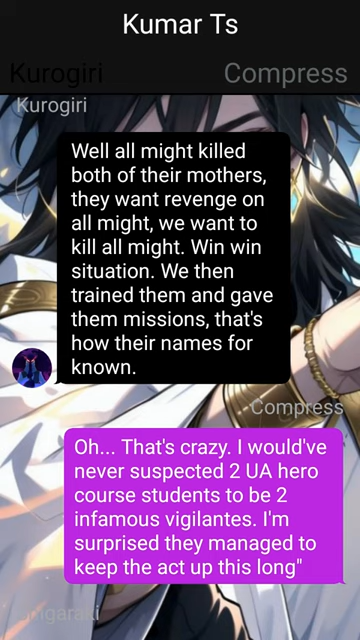 Kumar Ts
Kurogiri
Compress
Kurogiri
Well all might killed
both of their mothers,
they want revenge on
all might, we want to
kill all might. Win win
situation. We then
trained them and gave
them missions, that's
how their names for
known.
Compress
Oh... That's crazy. I would've
never suspected 2 UA hero
course students to be 2
infamous vigilantes. I'm
surprised they managed to
keep the act up this long"